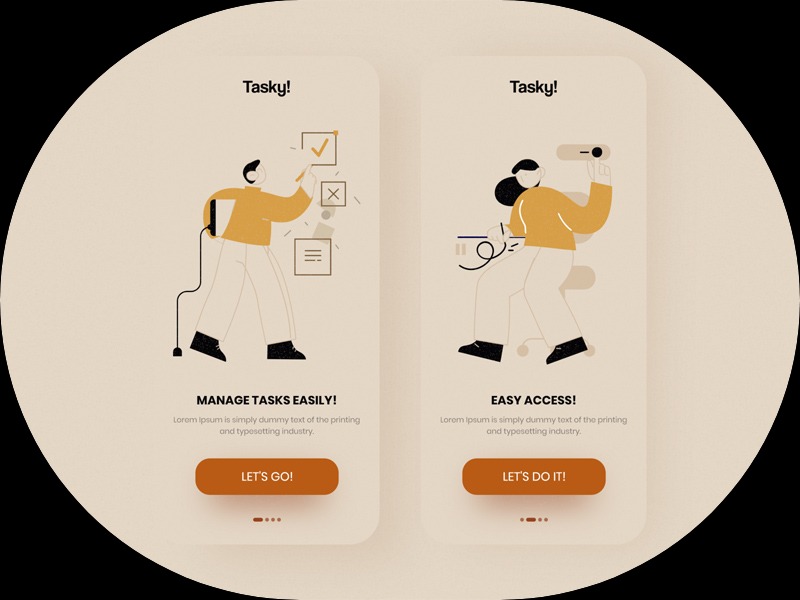 Tasky!
MANAGE TASKS EASILY!
Lorem Ipsum is simply dummy text of the printing
and typesetting industry.
LET'S GO!
Tasky!
EASY ACCESS!
Lorem Ipsum is simply dummy text of the printing
and typesetting industry.
LET'S DO IT!